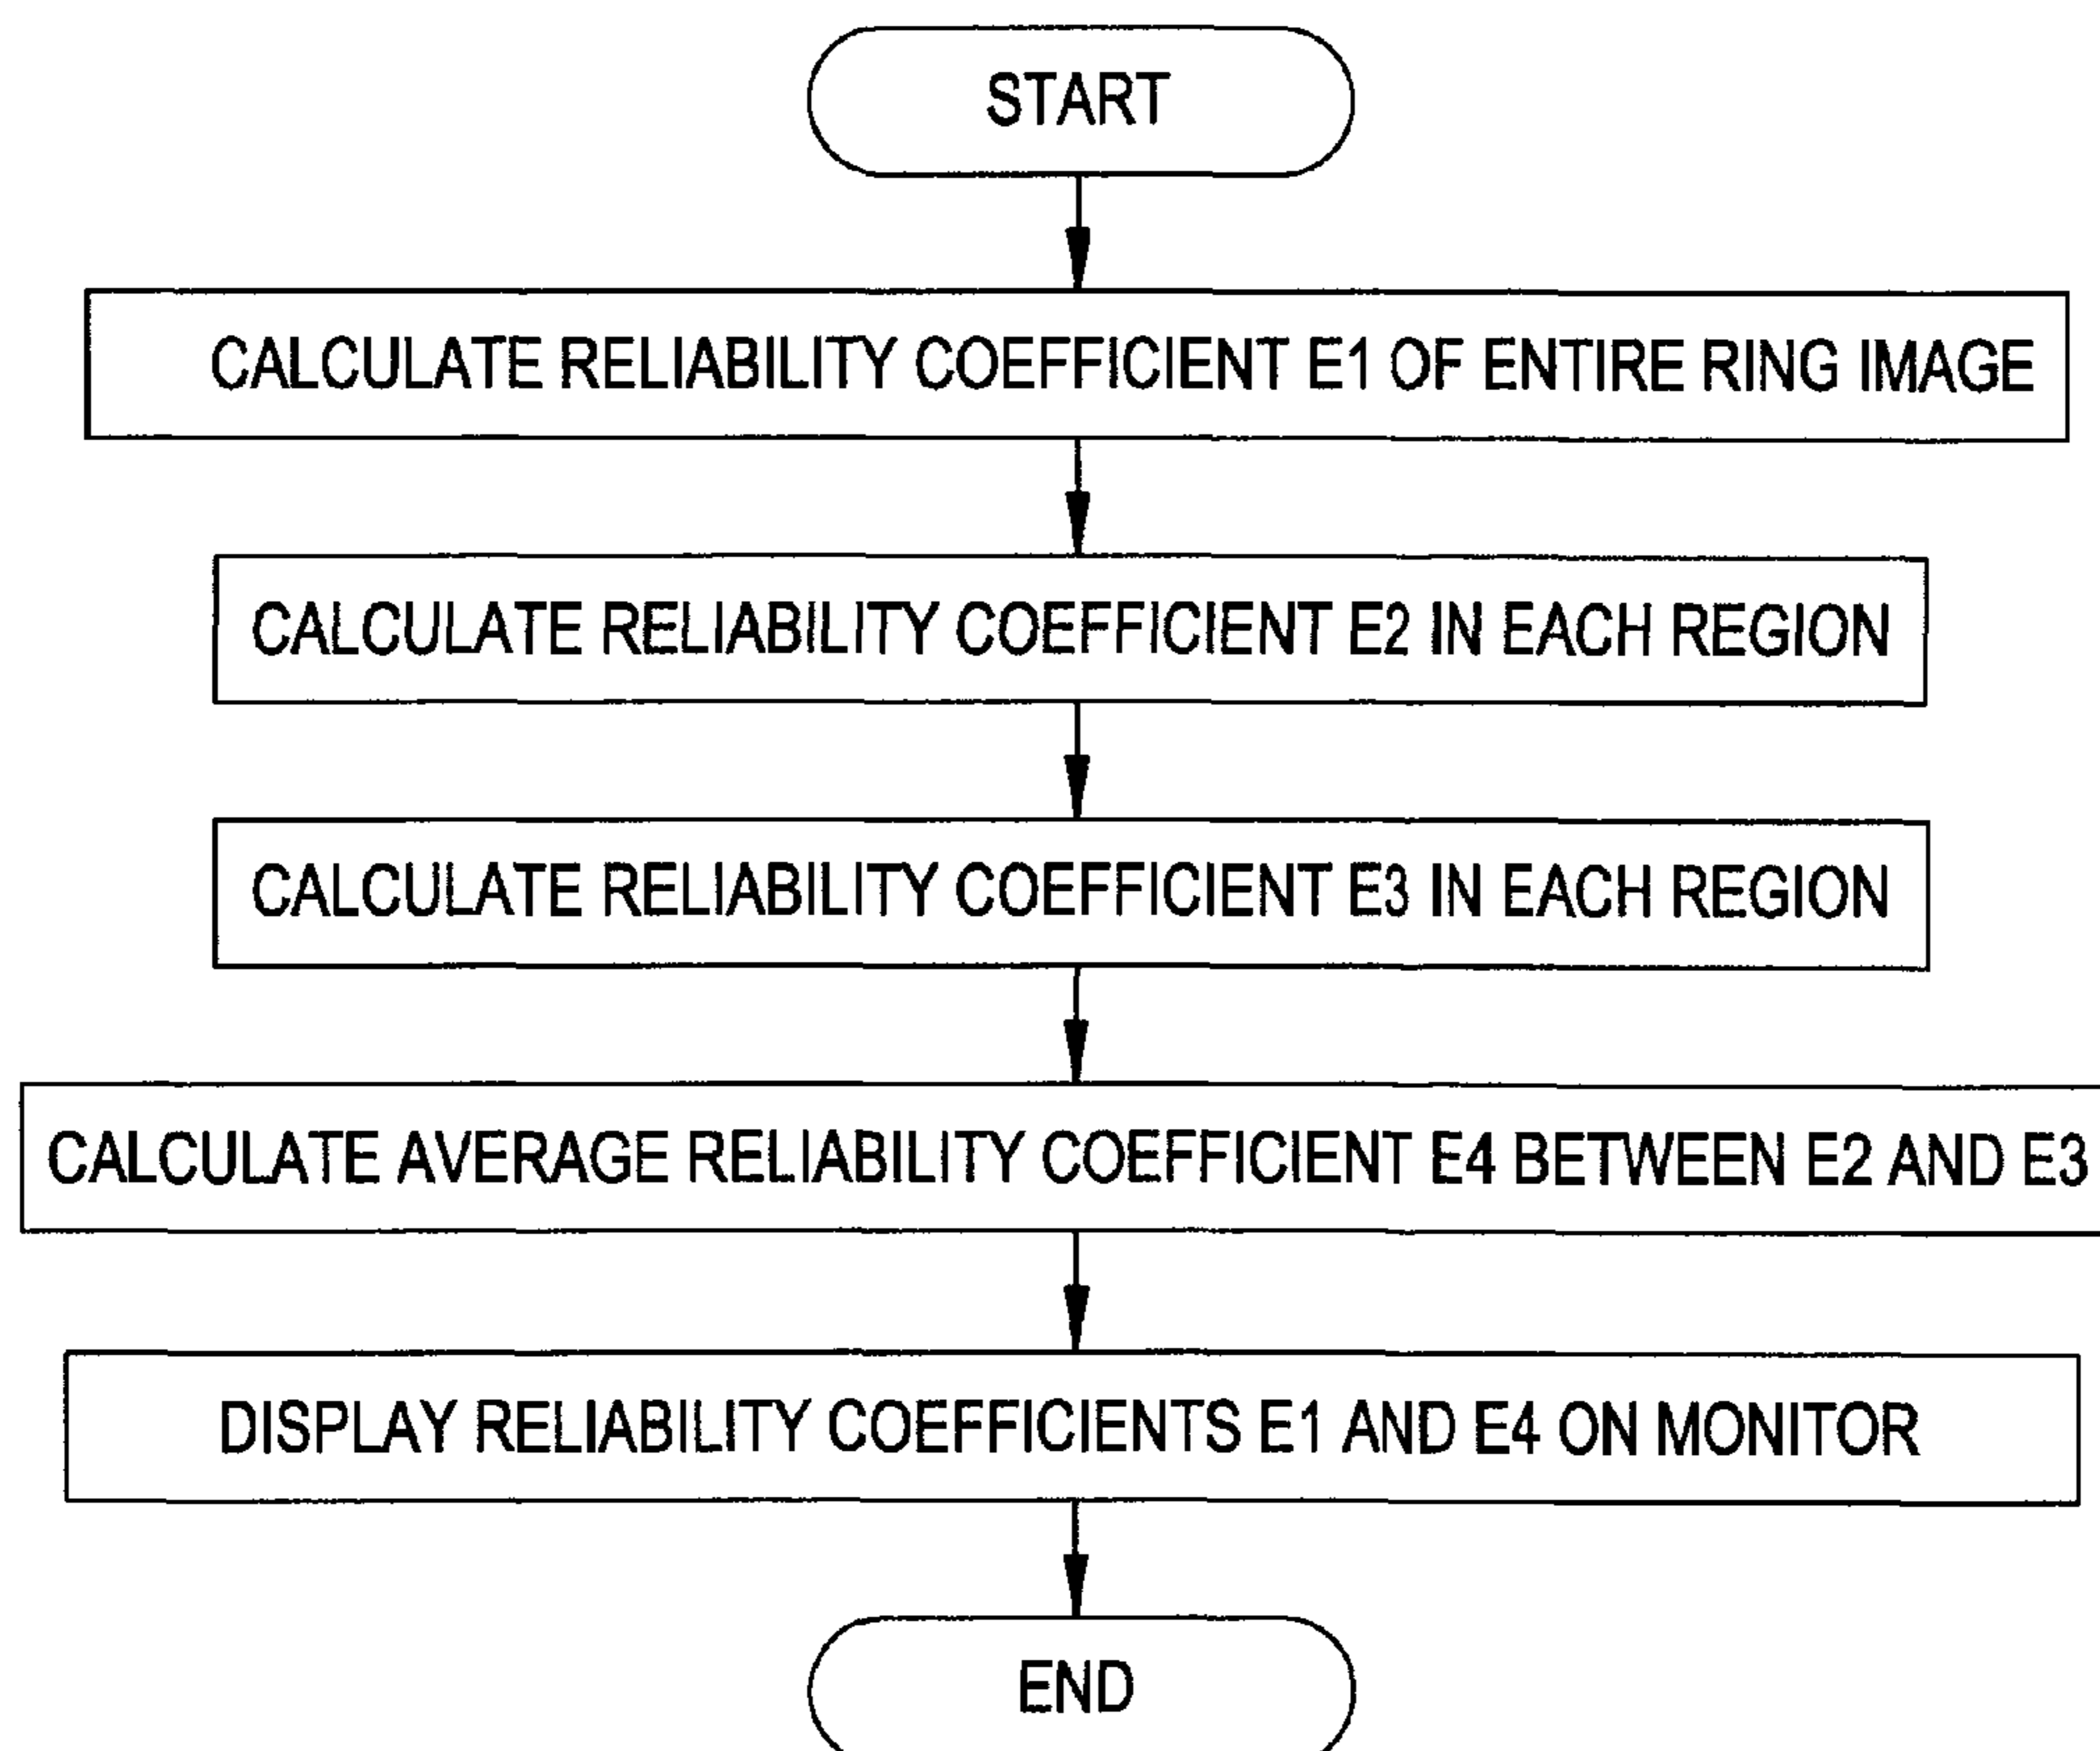 START
CALCULATE RELIABILITY COEFFICIENT E1 OF ENTIRE RING IMAGE
CALCULATE RELIABILITY COEFFICIENT E2 IN EACH REGION
CALCULATE RELIABILITY COEFFICIENT E3 IN EACH REGION
CALCULATE AVERAGE RELIABILITY COEFFICIENT E4 BETWEEN E2 AND E3
DISPLAY RELIABILITY COEFFICIENTS E1 AND E4 ON MONITOR
END